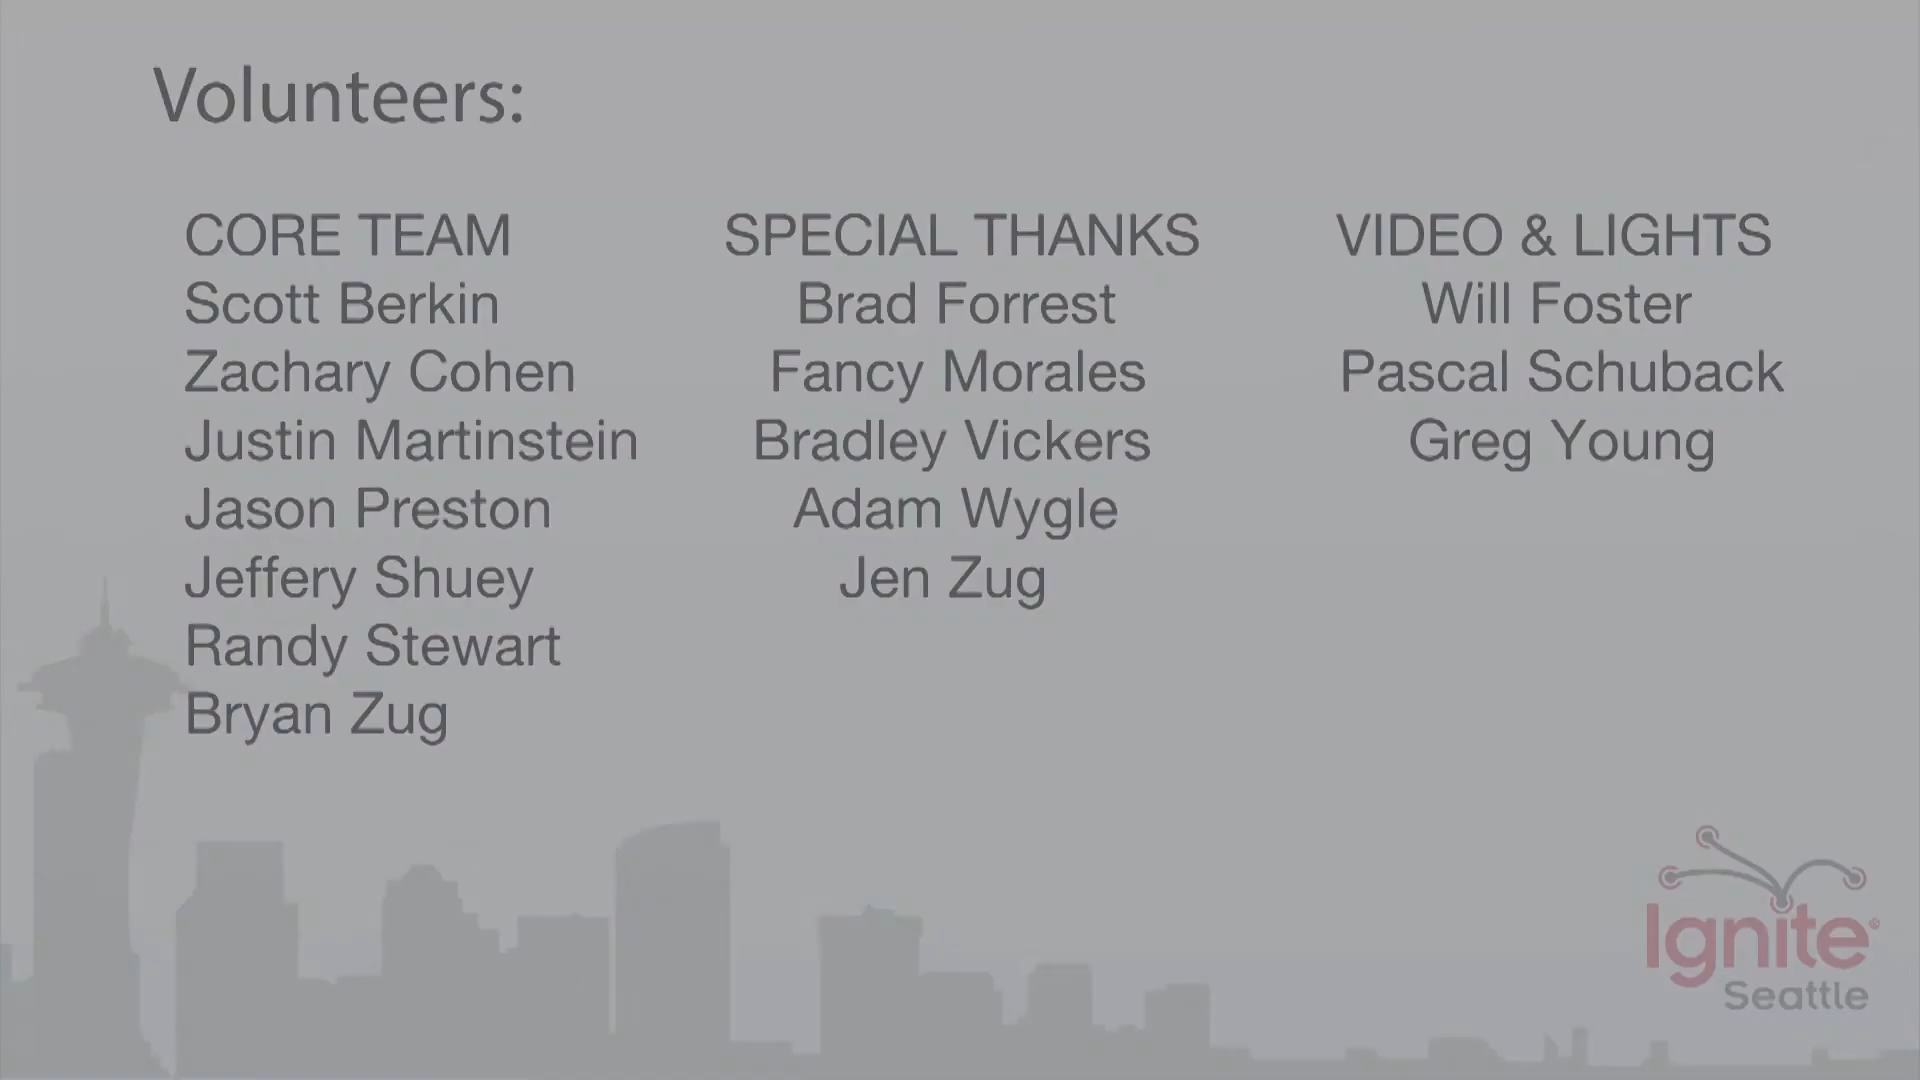 Volunteers:
CORE TEAM
Scott Berkin
Zachary Cohen
Justin Martinstein
Jason Preston
Jeffery Shuey
Randy Stewart
Bryan Zug
SPECIAL THANKS
Brad Forrest
Fancy Morales
Bradley Vickers
Adam Wygle
Jen Zug
VIDEO & LIGHTS
Will Foster
Pascal Schuback
Greg Young
Ignite
Seattle